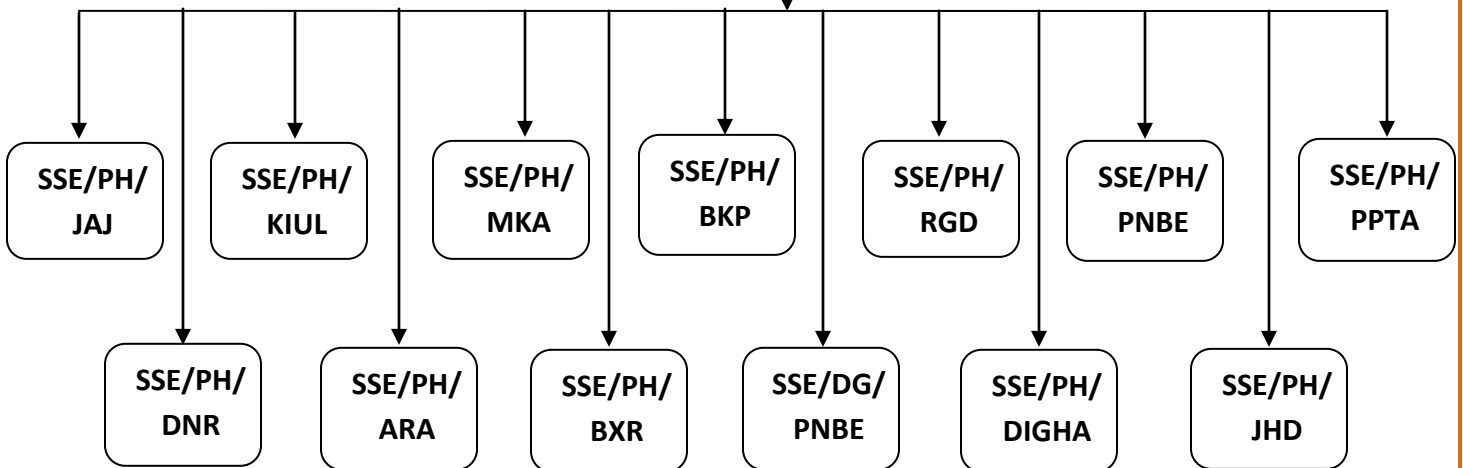 SSE/PH/
JAJ
SSE/PH/
KIUL
SSE/PH/
MKA
SSE/PH/
BKP
SSE/PH/
RGD
SSE/PH/
PNBE
SSE/PH/
PPTA
SSE/PH/
DNR
SSE/PH/
ARA
SSE/PH/
BXR
SSE/DG/
PNBE
SSE/PH/
DIGHA
SSE/PH/
JHD